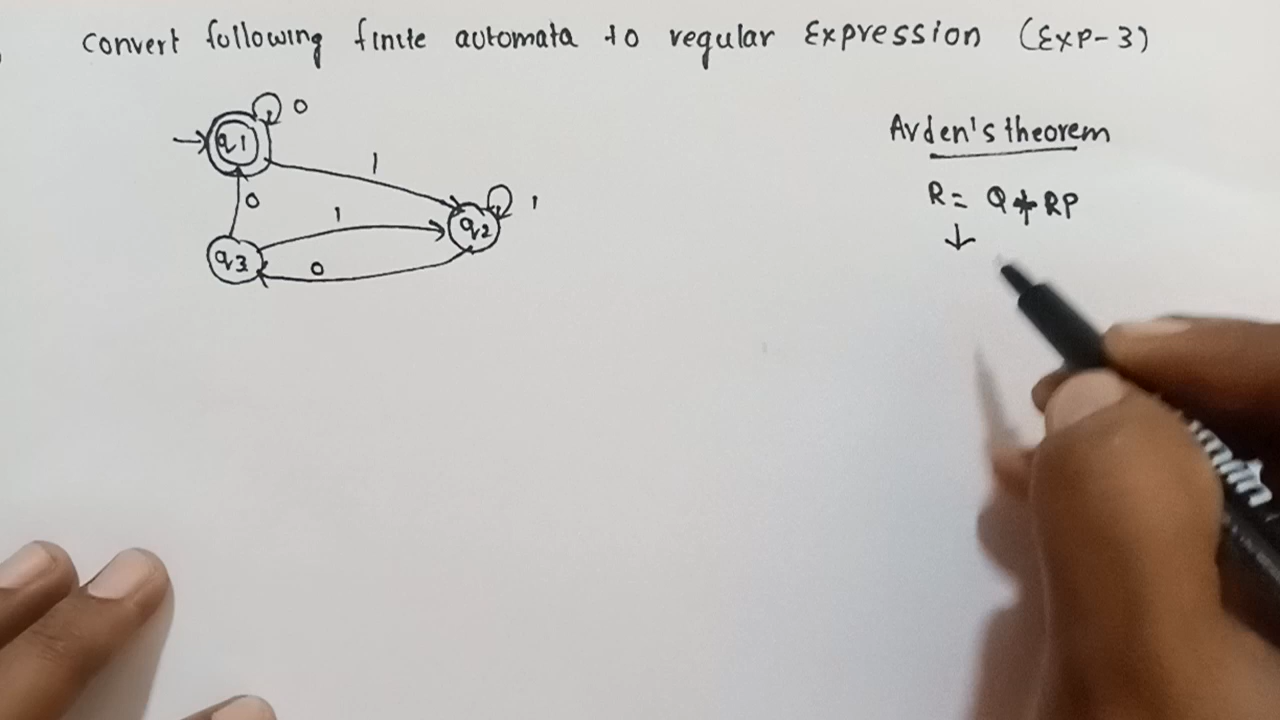 convert following finite automata to regular Expression (Exp-3)
0
q1
1
0
1
1
q2
q3
0
Arden's theorem
R = Q + RP
↓